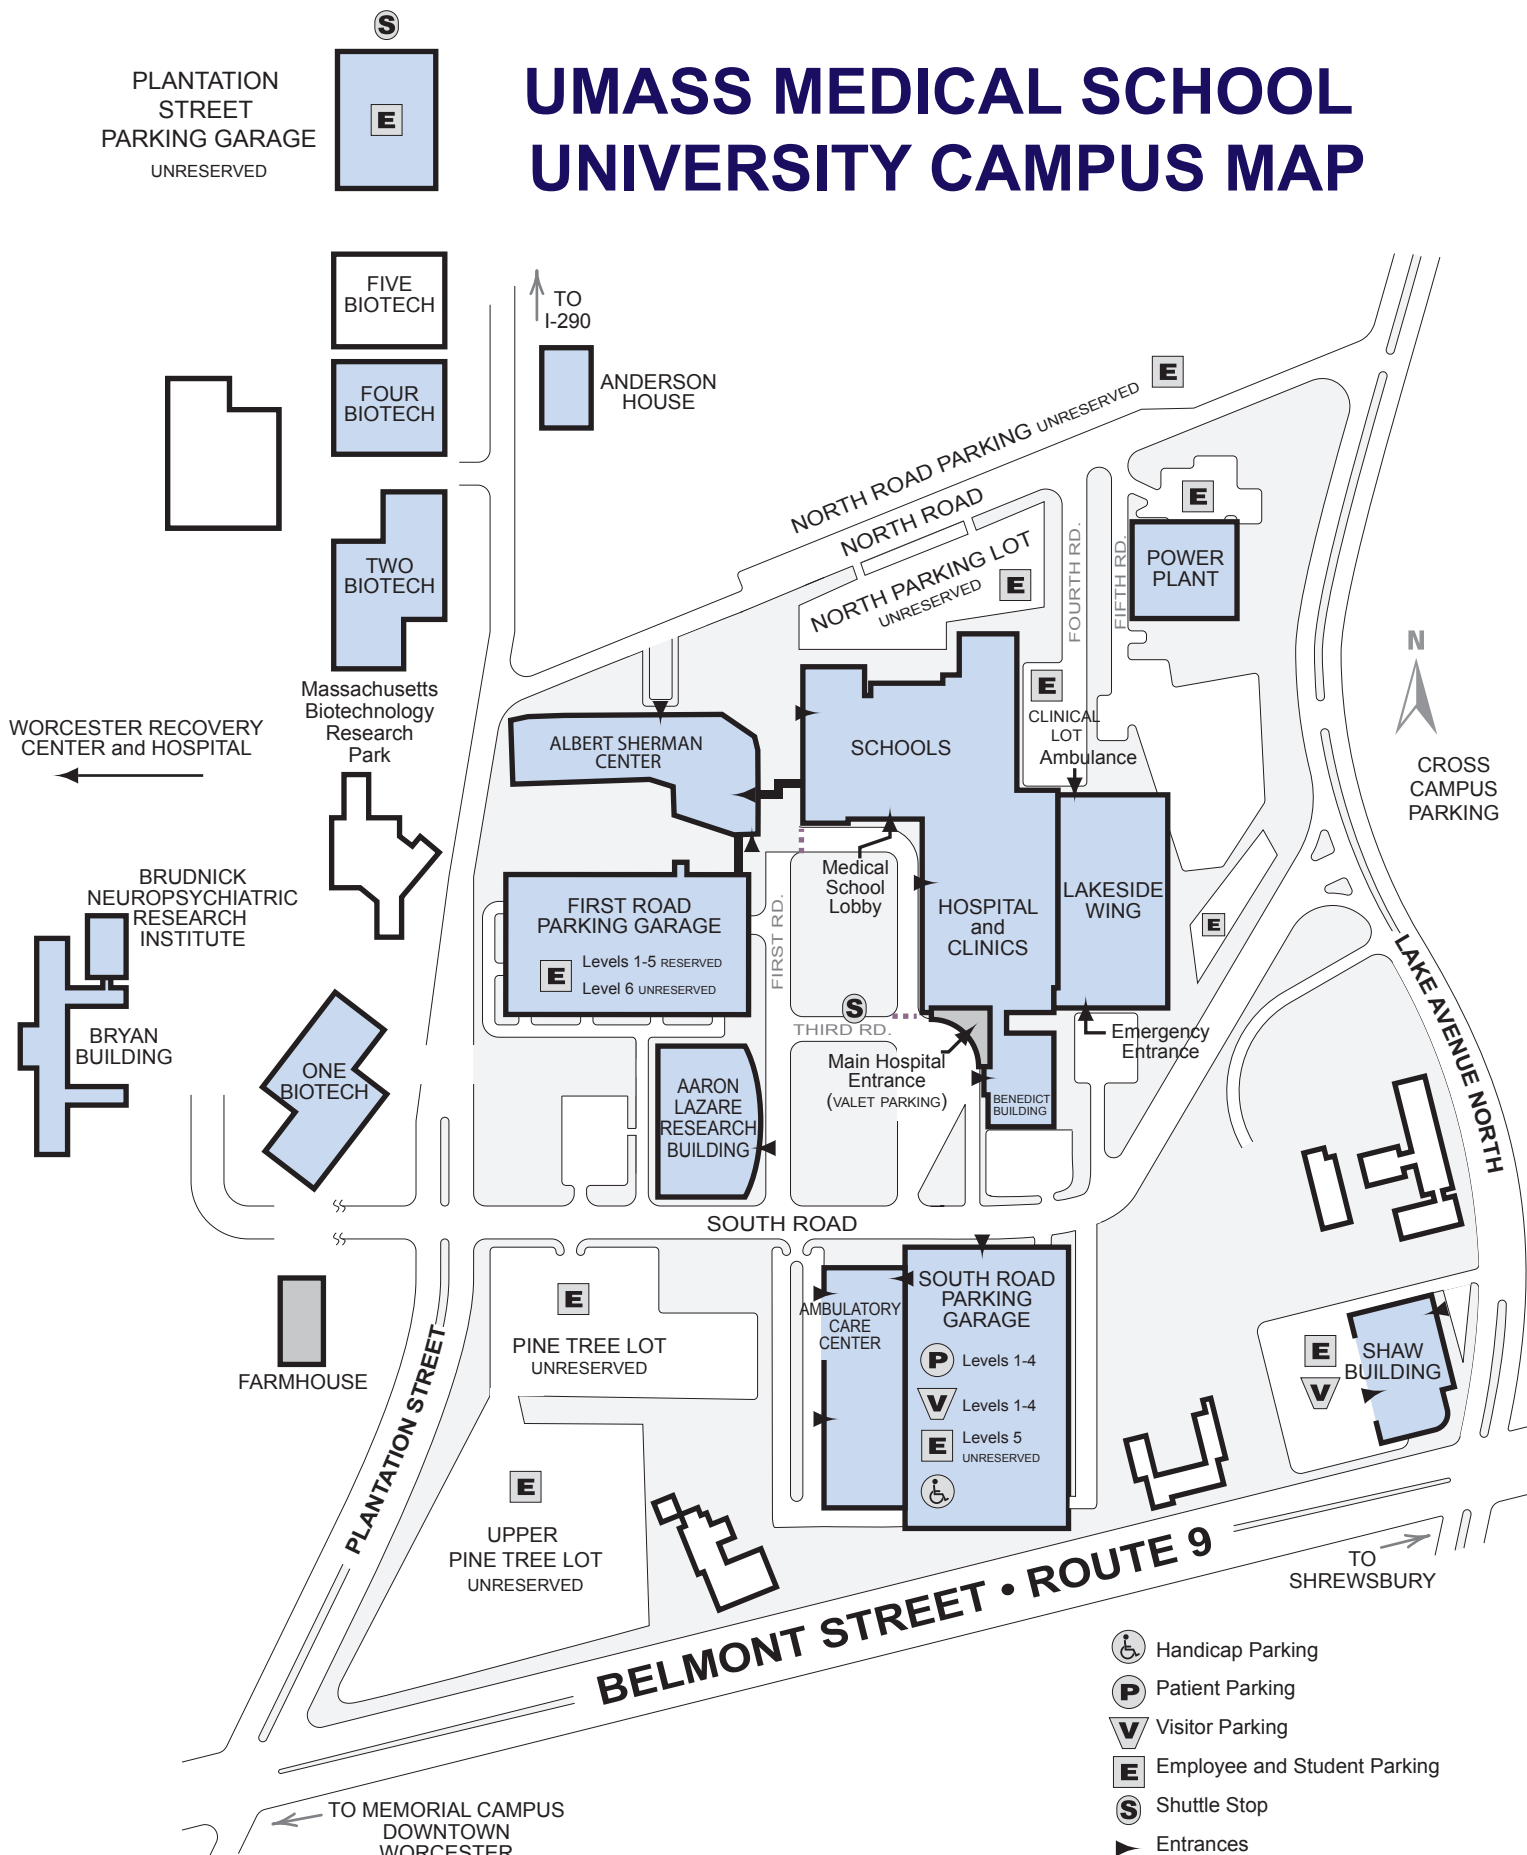 S
PLANTATION
STREET
PARKING GARAGE
UNRESERVED
E
UMASS MEDICAL SCHOOL
UNIVERSITY CAMPUS MAP
FIVE
BIOTECH
TO
I-290
FOUR
BIOTECH
ANDERSON
HOUSE
E
NORTH ROAD PARKING UNRESERVED
NORTH ROAD
NORTH PARKING LOT
UNRESERVED
E
FOURTH RD.
FIFTH RD.
E
POWER
PLANT
TWO
BIOTECH
Massachusetts
Biotechnology
Research
Park
WORCESTER RECOVERY
CENTER and HOSPITAL
N
CROSS
CAMPUS
PARKING
ALBERT SHERMAN
CENTER
SCHOOLS
E
CLINICAL
LOT
Ambulance
BRUDNICK
NEUROPSYCHIATRIC
RESEARCH
INSTITUTE
BRYAN
BUILDING
ONE
BIOTECH
FIRST ROAD
PARKING GARAGE
E
Levels 1-5 RESERVED
Level 6 UNRESERVED
FIRST RD.
Medical
School
Lobby
HOSPITAL
and
CLINICS
LAKESIDE
WING
E
LAKE AVENUE NORTH
S
THIRD RD.
Main Hospital
Entrance
(VALET PARKING)
Emergency
Entrance
BENEDICT
BUILDING
AARON
LAZARE
RESEARCH
BUILDING
SOUTH ROAD
FARMHOUSE
PLANTATION STREET
E
PINE TREE LOT
UNRESERVED
AMBULATORY
CARE
CENTER
SOUTH ROAD
PARKING
GARAGE
P Levels 1-4
V Levels 1-4
E Levels 5
UNRESERVED
E
V
SHAW
BUILDING
E
UPPER
PINE TREE LOT
UNRESERVED
BELMONT STREET • ROUTE 9
TO
SHREWSBURY
Handicap Parking
P Patient Parking
V Visitor Parking
E Employee and Student Parking
S Shuttle Stop
Entrances
TO MEMORIAL CAMPUS
DOWNTOWN
WORCESTER